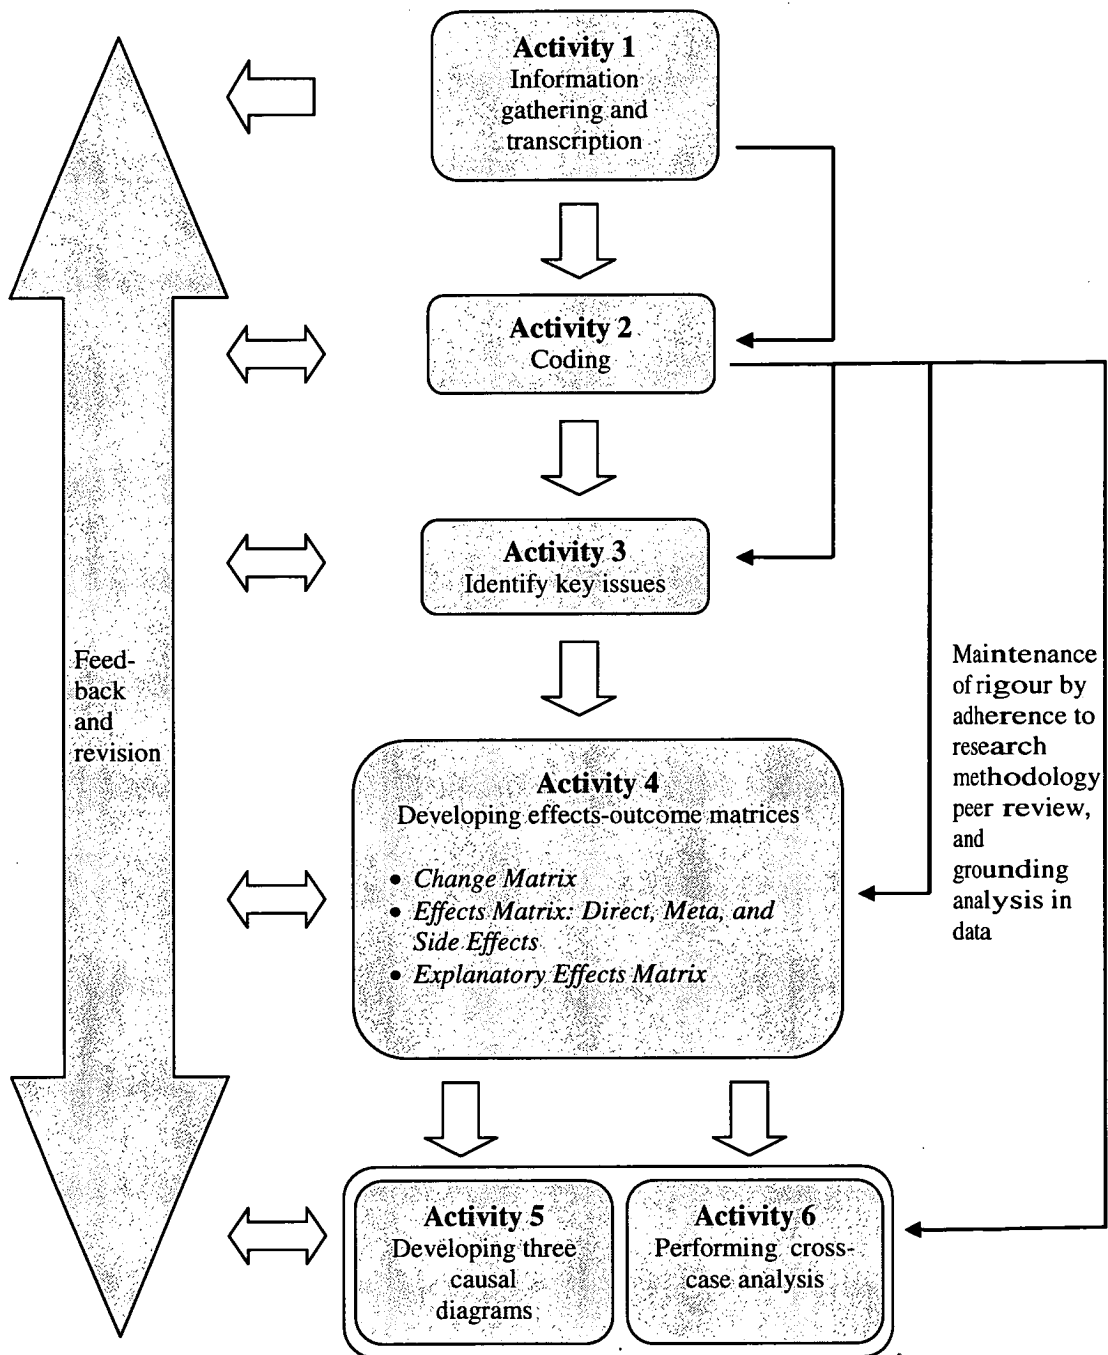 Activity 1
Information
gathering and
transcription
Activity 2
Coding
Activity 3
Identify key issues
Feed-
back
and
revision
Maintenance
of rigour by
adherence to
research
methodology
peer review,
and
grounding
analysis in
data
Activity 4
Developing effects-outcome matrices
• Change Matrix
• Effects Matrix: Direct, Meta, and
Side Effects
• Explanatory Effects Matrix
Activity 5
Developing three
causal
diagrams
Activity 6
Performing cross-
case analysis